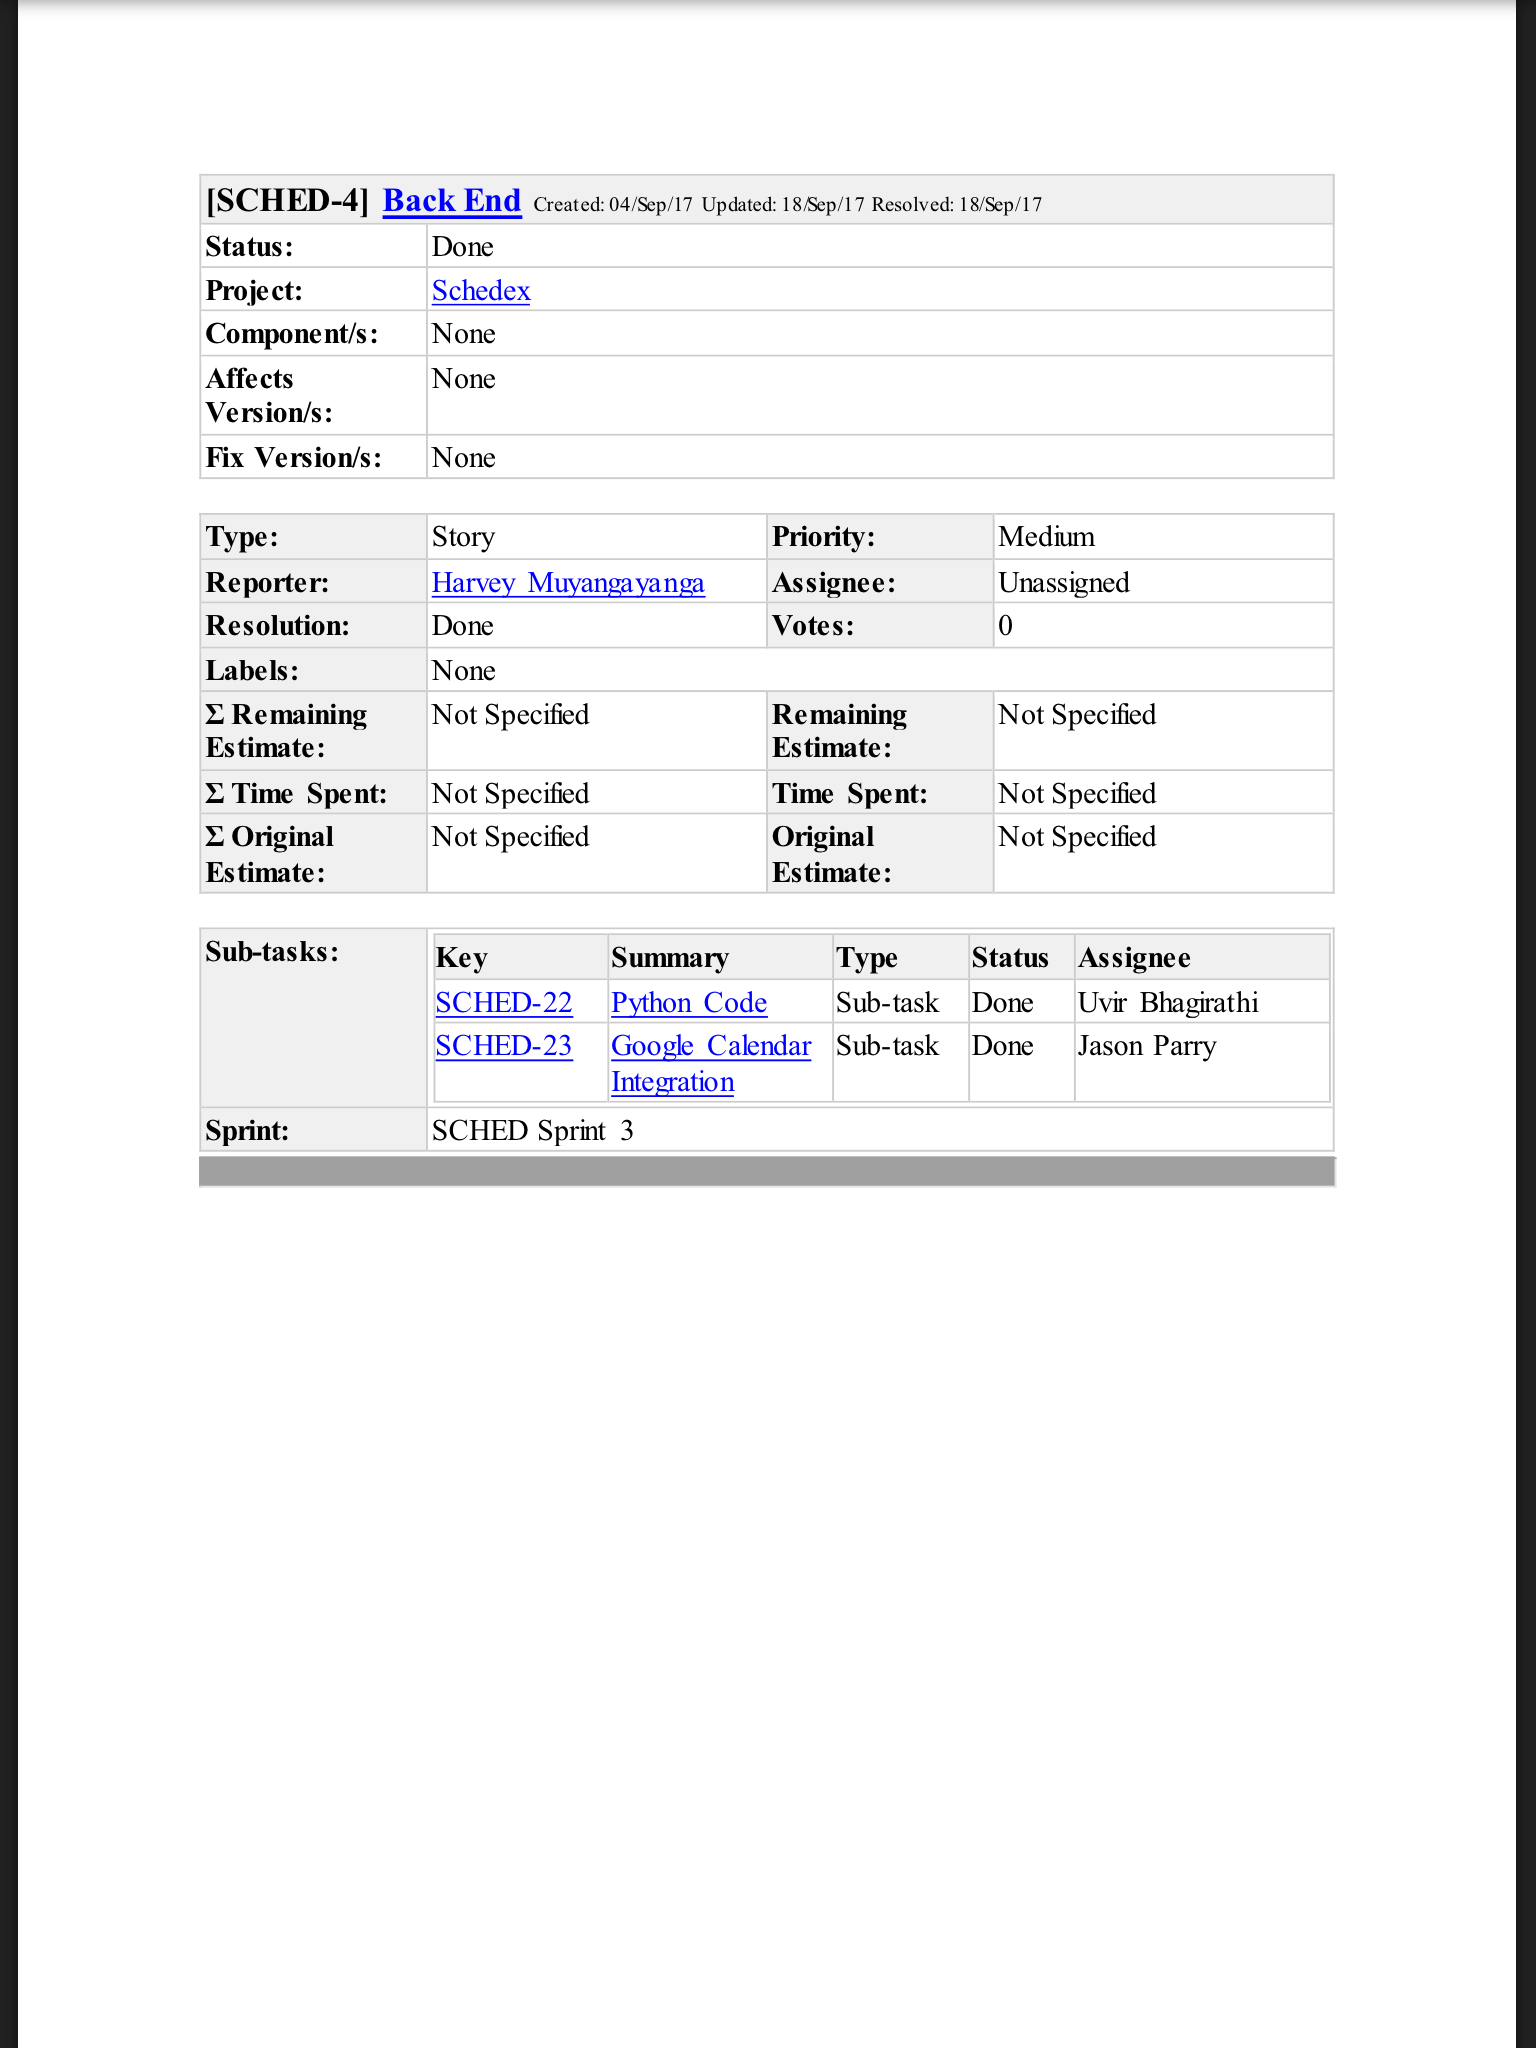 [SCHED-4] Back End Created: 04/Sep/17 Updated: 18/Sep/17 Resolved: 18/Sep/17
Status: Done
Project: Schedex
Component/s: None
Affects None
Version/s:
Fix Version/s: None
Type: Story Priority: Medium
Reporter: Harvey Muyangayanga Assignee: Unassigned
Resolution: Done Votes: 0
Labels: None
Σ Remaining Not Specified Remaining Not Specified
Estimate: Estimate:
Σ Time Spent: Not Specified Time Spent: Not Specified
Σ Original Not Specified Original Not Specified
Estimate: Estimate:
Sub-tasks: Key Summary Type Status Assignee
SCHED-22 Python Code Sub-task Done Uvir Bhagirathi
SCHED-23 Google Calendar Sub-task Done Jason Parry
Integration
Sprint: SCHED Sprint 3